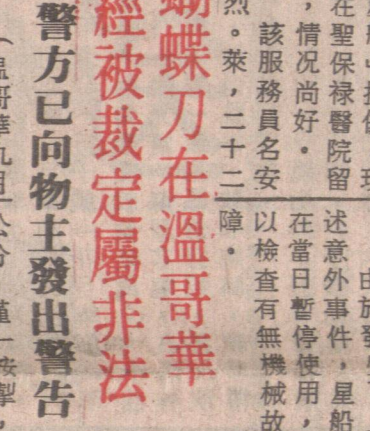 在聖保祿醫院留
，情況尚好。
該服務員名安
烈。萊，二十二
由於發
述意外事件，星船
在當日暫停使用，
以檢查有無機械故
障。
蝴蝶刀在溫哥華
經被裁定屬非法
警方已向物主發出警告